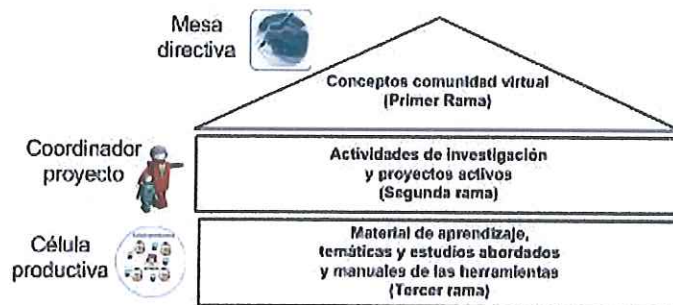 Mesa
directiva
Conceptos comunidad virtual
(Primer Rama)
Coordinador
proyecto
Actividades de investigación
y proyectos activos
(Segunda rama)
Célula
productiva
Material de aprendizaje,
temáticas y estudios abordados
y manuales de las herramientas
(Tercer rama)